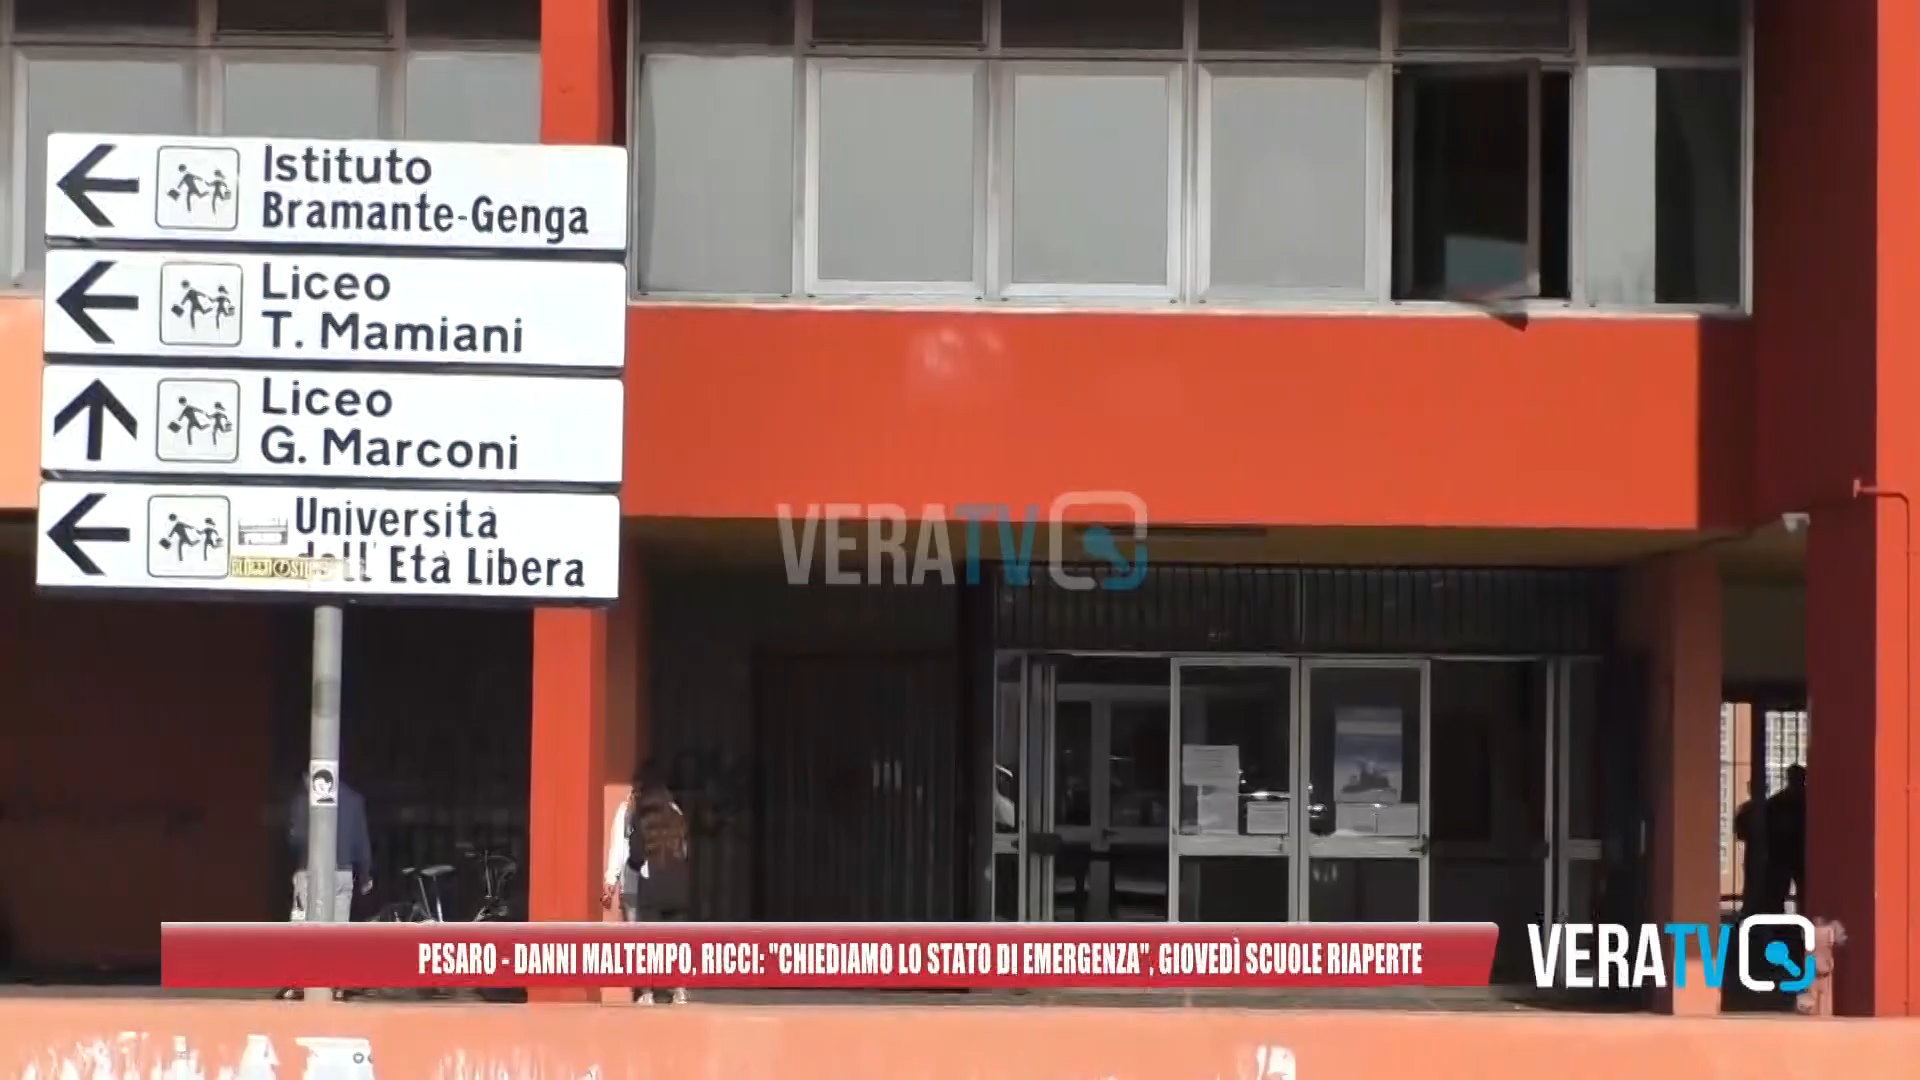 Istituto
Bramante-Genga
Liceo
T. Mamiani
Liceo
G. Marconi
Università
dell'Età Libera
VERATV
PESARO - DANNI MALTEMPO, RICCI: "CHIEDIAMO LO STATO DI EMERGENZA", GIOVEDÌ SCUOLE RIAPERTE
VERATV